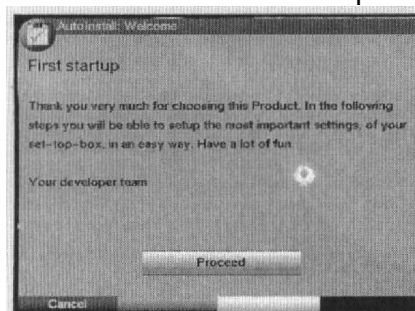 AutoInstall: Welcome
First startup
Thank you very much for choosing this Product. In the following
steps you will be able to setup the most important settings, of your
set-top-box, in an easy way. Have a lot of fun
Your developer team
Proceed
Cancel